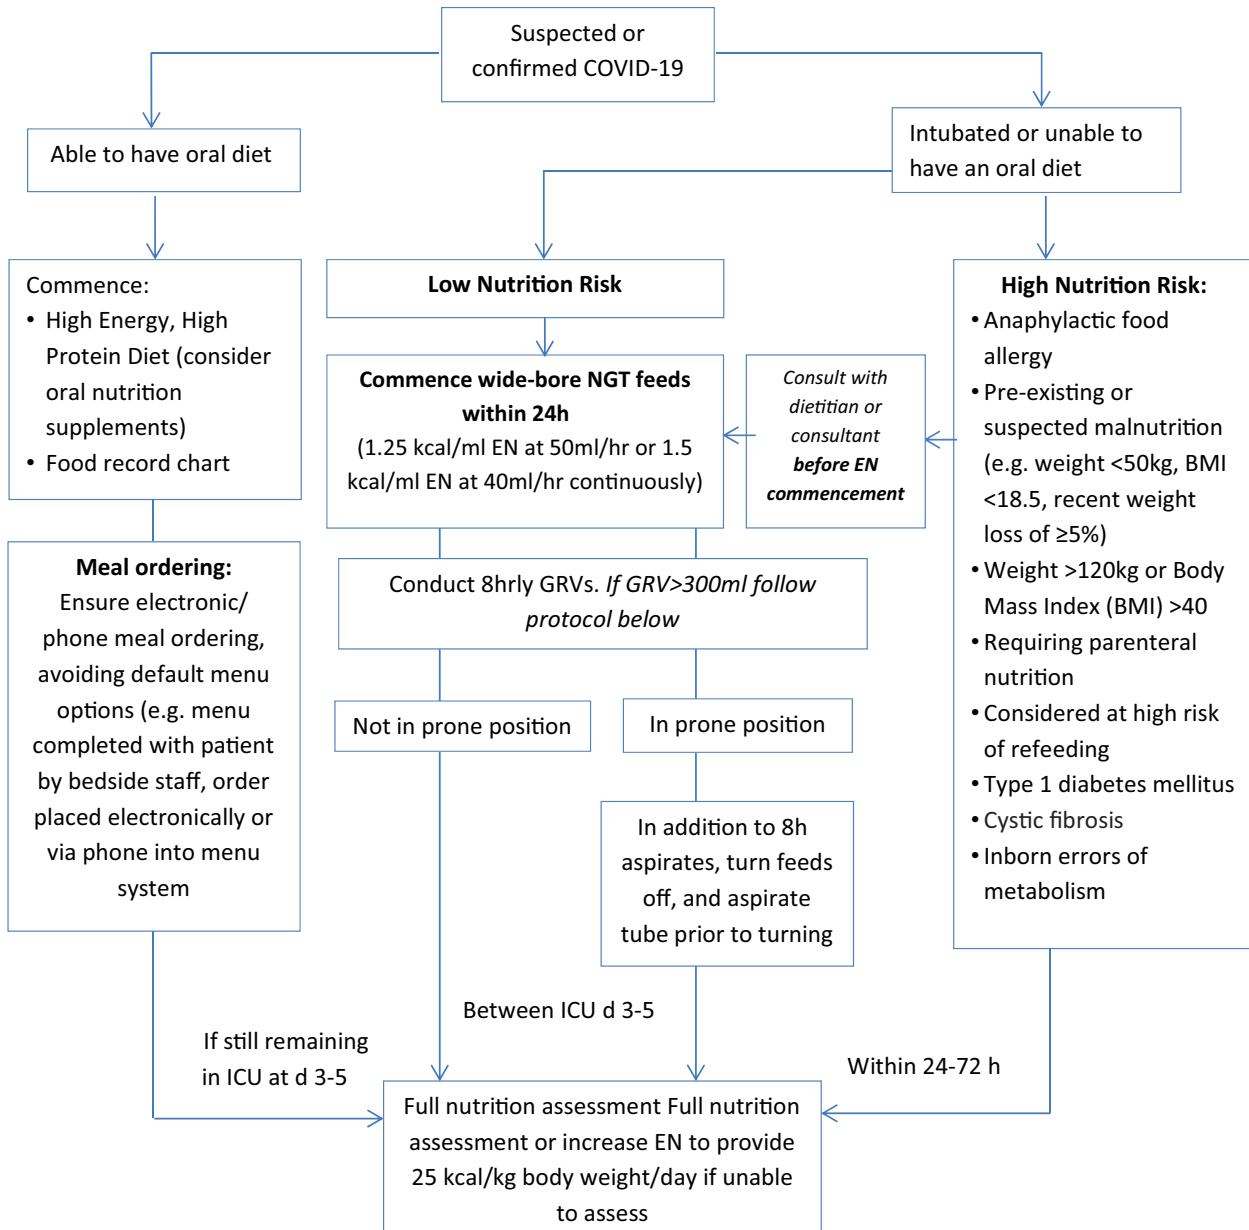 Suspected or
confirmed COVID-19
Able to have oral diet
Intubated or unable to
have an oral diet
Commence:
• High Energy, High
Protein Diet (consider
oral nutrition
supplements)
• Food record chart
Low Nutrition Risk
Commence wide-bore NGT feeds
within 24h
(1.25 kcal/ml EN at 50ml/hr or 1.5
kcal/ml EN at 40ml/hr continuously)
Consult with
dietitian or
consultant
before EN
commencement
High Nutrition Risk:
• Anaphylactic food
allergy
• Pre-existing or
suspected malnutrition
(e.g. weight <50kg, BMI
<18.5, recent weight
loss of ≥5%)
• Weight >120kg or Body
Mass Index (BMI) >40
• Requiring parenteral
nutrition
• Considered at high risk
of refeeding
• Type 1 diabetes mellitus
• Cystic fibrosis
• Inborn errors of
metabolism
Meal ordering:
Ensure electronic/
phone meal ordering,
avoiding default menu
options (e.g. menu
completed with patient
by bedside staff, order
placed electronically or
via phone into menu
system
Conduct 8hrly GRVs. If GRV>300ml follow
protocol below
Not in prone position
In prone position
In addition to 8h
aspirates, turn feeds
off, and aspirate
tube prior to turning
Between ICU d 3-5
If still remaining
in ICU at d 3-5
Within 24-72 h
Full nutrition assessment Full nutrition
assessment or increase EN to provide
25 kcal/kg body weight/day if unable
to assess